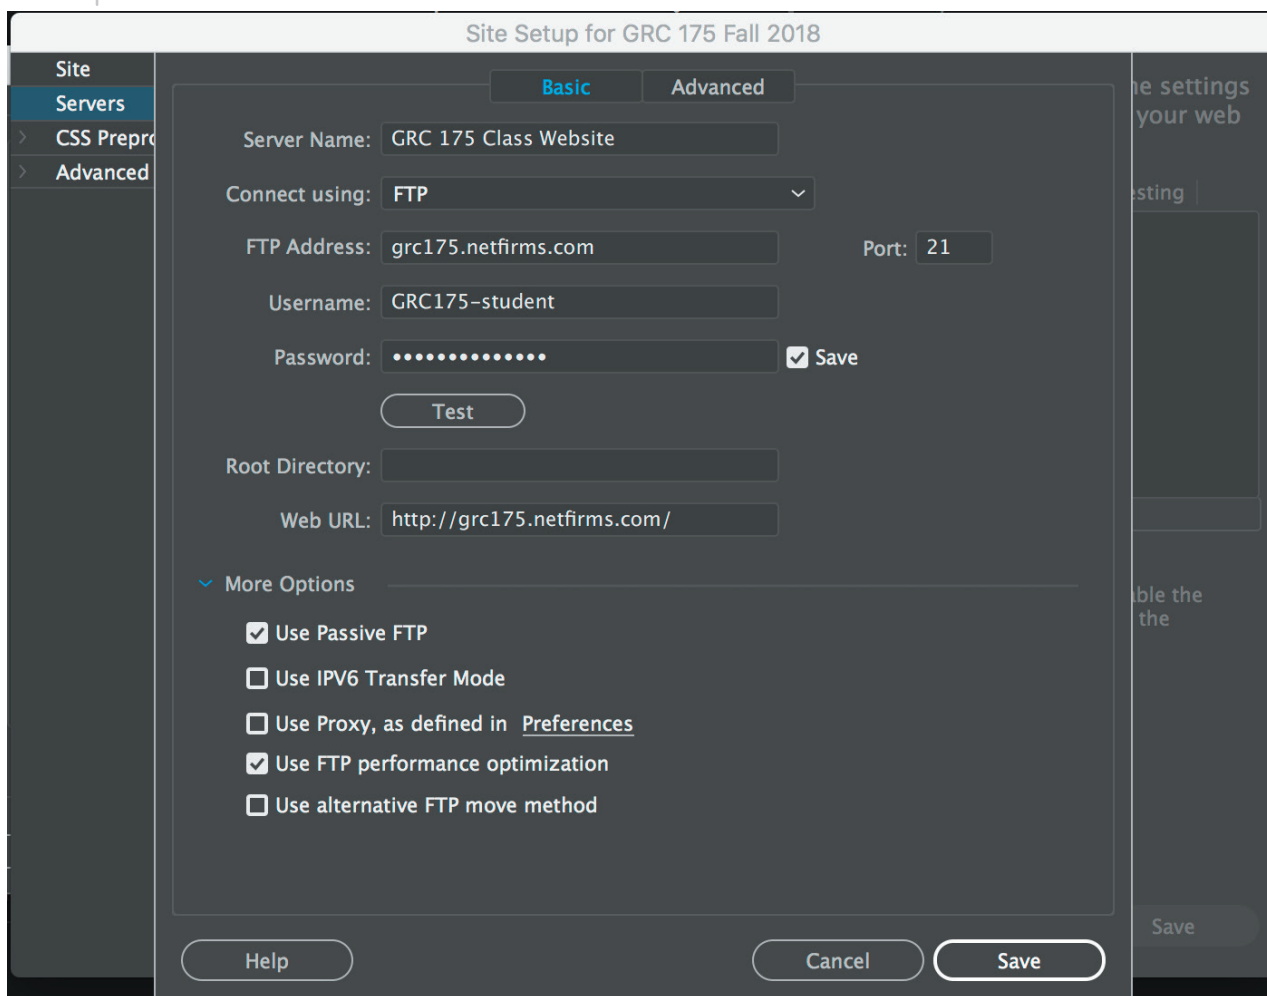 Site Setup for GRC 175 Fall 2018
Site
Servers
CSS Prepro
Advanced
Basic
Advanced
Server Name: GRC 175 Class Website
Connect using: FTP
FTP Address: grc175.netfirms.com
Port: 21
Username: GRC175-student
Password: ••••••••••••••
Save
Test
Root Directory:
Web URL: http://grc175.netfirms.com/
More Options
Use Passive FTP
Use IPV6 Transfer Mode
Use Proxy, as defined in Preferences
Use FTP performance optimization
Use alternative FTP move method
Help
Cancel
Save
settings
your web
the
the
Save